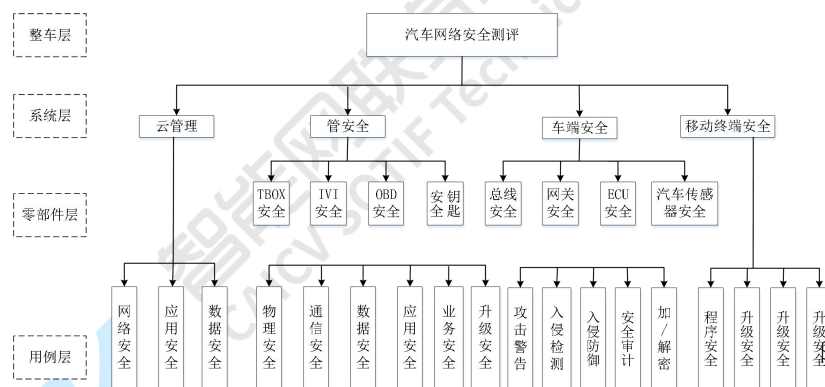 整车层
汽车网络安全测评
系统层
云管理
管安全
车端安全
移动终端安全
零部件层
TBOX
安全
IVI
安全
OBD
安全
安钥
全匙
总线
安全
网关
安全
ECU
安全
汽车传感
器安全
用例层
网络安全
应用安全
数据安全
物理安全
通信安全
数据安全
应用安全
业务安全
升级安全
攻击警告
入侵检测
入侵防御
安全审计
加/解密
程序安全
升级安全
升级安全
升级安全